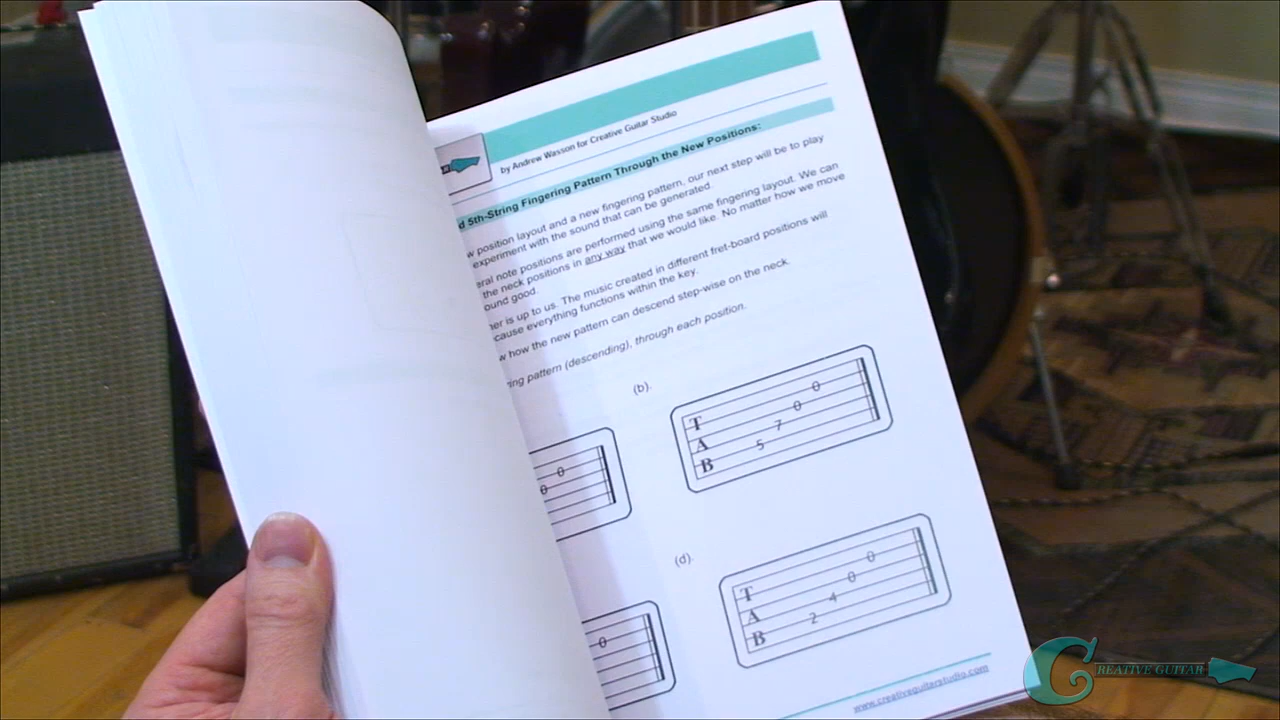 by Andrew Wasson for Creative Guitar Studio
5th-String Fingering Pattern Through the New Positions:
position layout and a new fingering pattern, our next step will be to play
experiment with the sound that can be generated.
note positions are performed using the same fingering layout. We can
the neck positions in any way that we would like. No matter how we move
good.
is up to us. The music created in different fret-board positions will
everything functions within the key.
how the new pattern can descend step-wise on the neck.
pattern (descending), through each position.
(b).
T A B 5 7 0 0
0 0
(d).
T A B 2 4 0 0
0
www.creativeguitarstudio.com
CREATIVE GUITAR